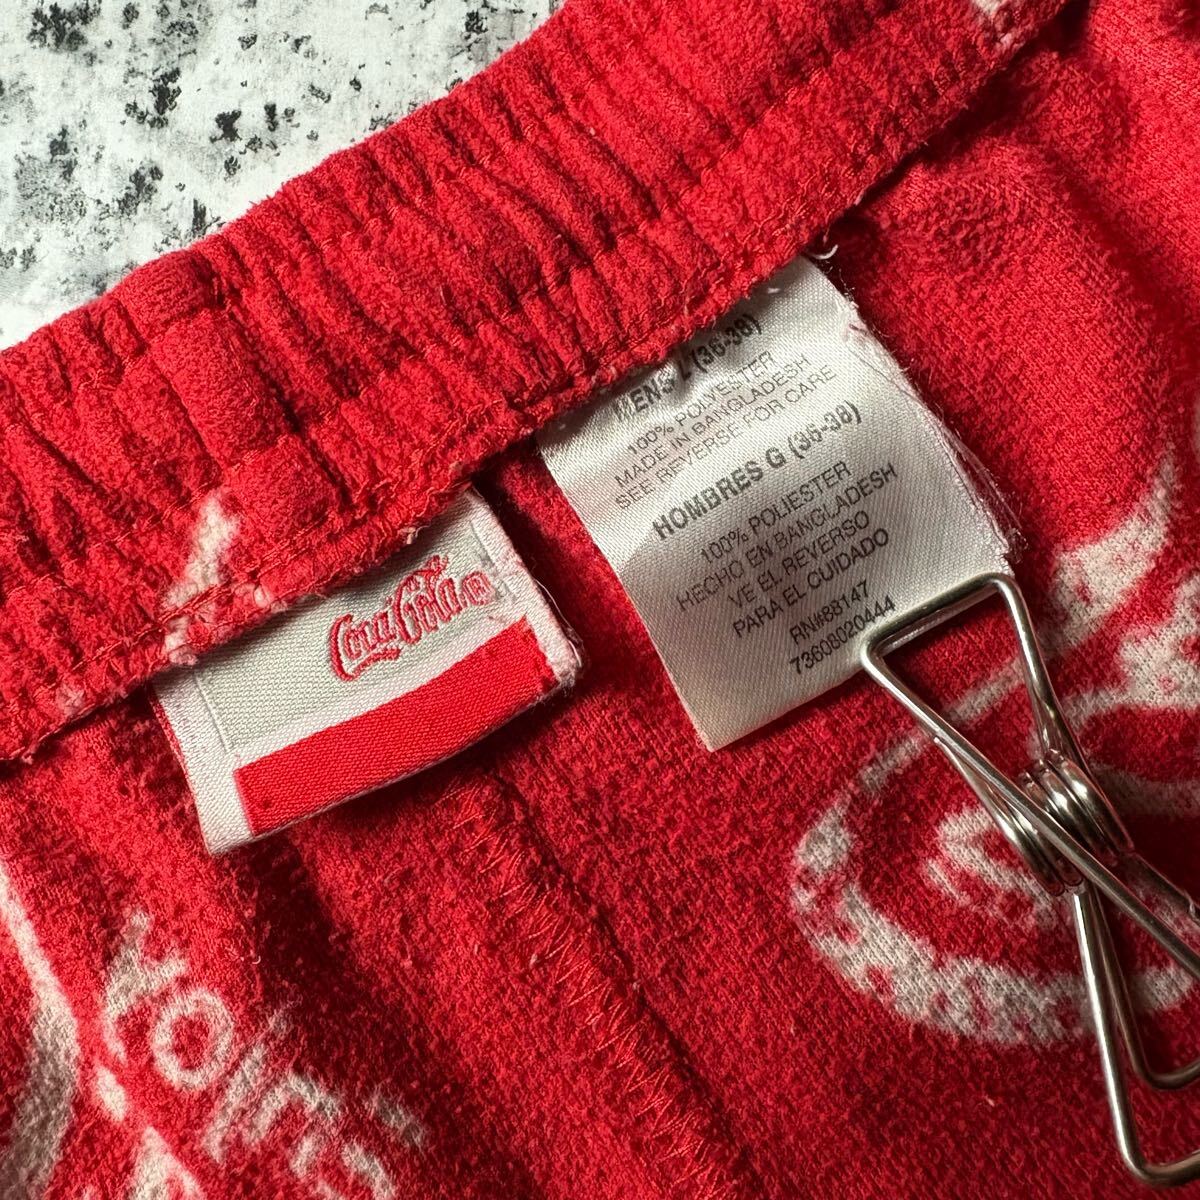 MENS L (36-38)
100% POLYESTER
MADE IN BANGLADESH
SEE REVERSE FOR CARE
HOMBRES G (36-38)
100% POLIESTER
HECHO EN BANGLADESH
VE EL REVERSO
PARA EL CUIDADO
RN#88147
73608020444
Coca-Cola®